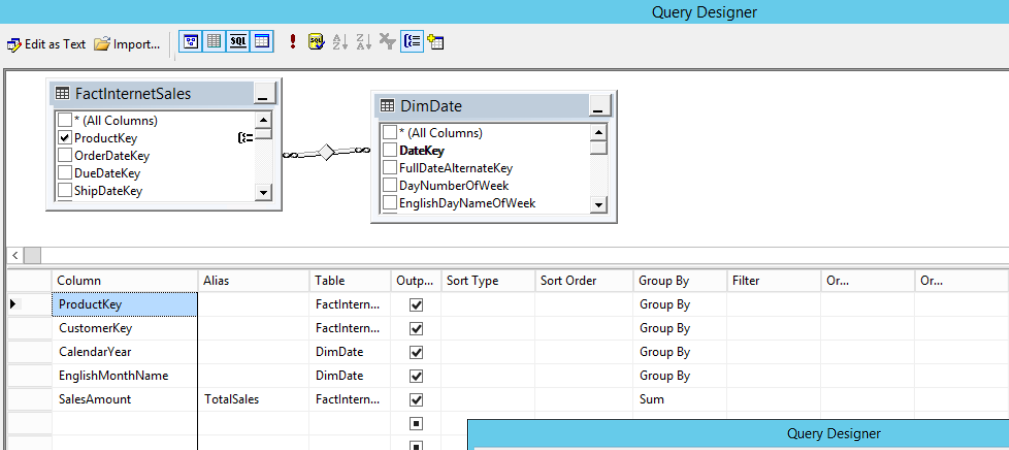 Query Designer
Edit as Text Import... SQL SQL
FactInternetSales
* (All Columns)
ProductKey
OrderDateKey
DueDateKey
ShipDateKey
DimDate
* (All Columns)
DateKey
FullDateAlternateKey
DayNumberOfWeek
EnglishDayNameOfWeek
Column Alias Table Outp... Sort Type Sort Order Group By Filter Or... Or...
ProductKey FactIntern... Group By
CustomerKey FactIntern... Group By
CalendarYear DimDate Group By
EnglishMonthName DimDate Group By
SalesAmount TotalSales FactIntern... Sum
Query Designer